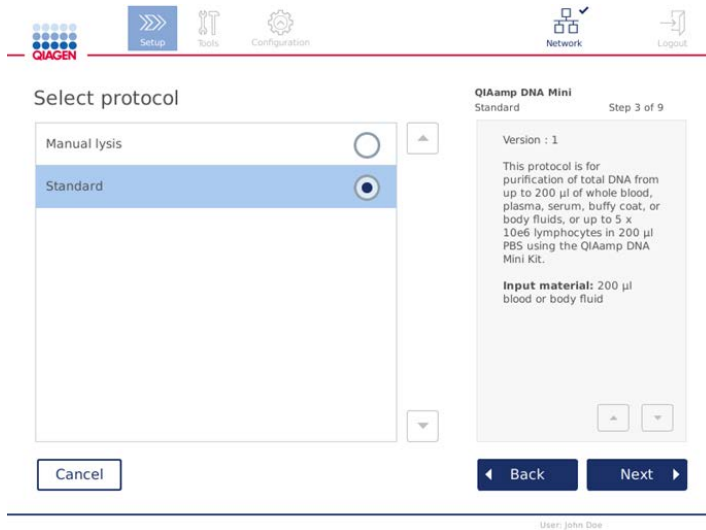 QIAGEN
Setup
Tools
Configuration
Network
Logout
Select protocol
Manual lysis
Standard
QIAamp DNA Mini
Standard Step 3 of 9
Version : 1
This protocol is for
purification of total DNA from
up to 200 µl of whole blood,
plasma, serum, buffy coat, or
body fluids, or up to 5 x
10e6 lymphocytes in 200 µl
PBS using the QIAamp DNA
Mini Kit.
Input material: 200 µl
blood or body fluid
Cancel
Back
Next
User: John Doe